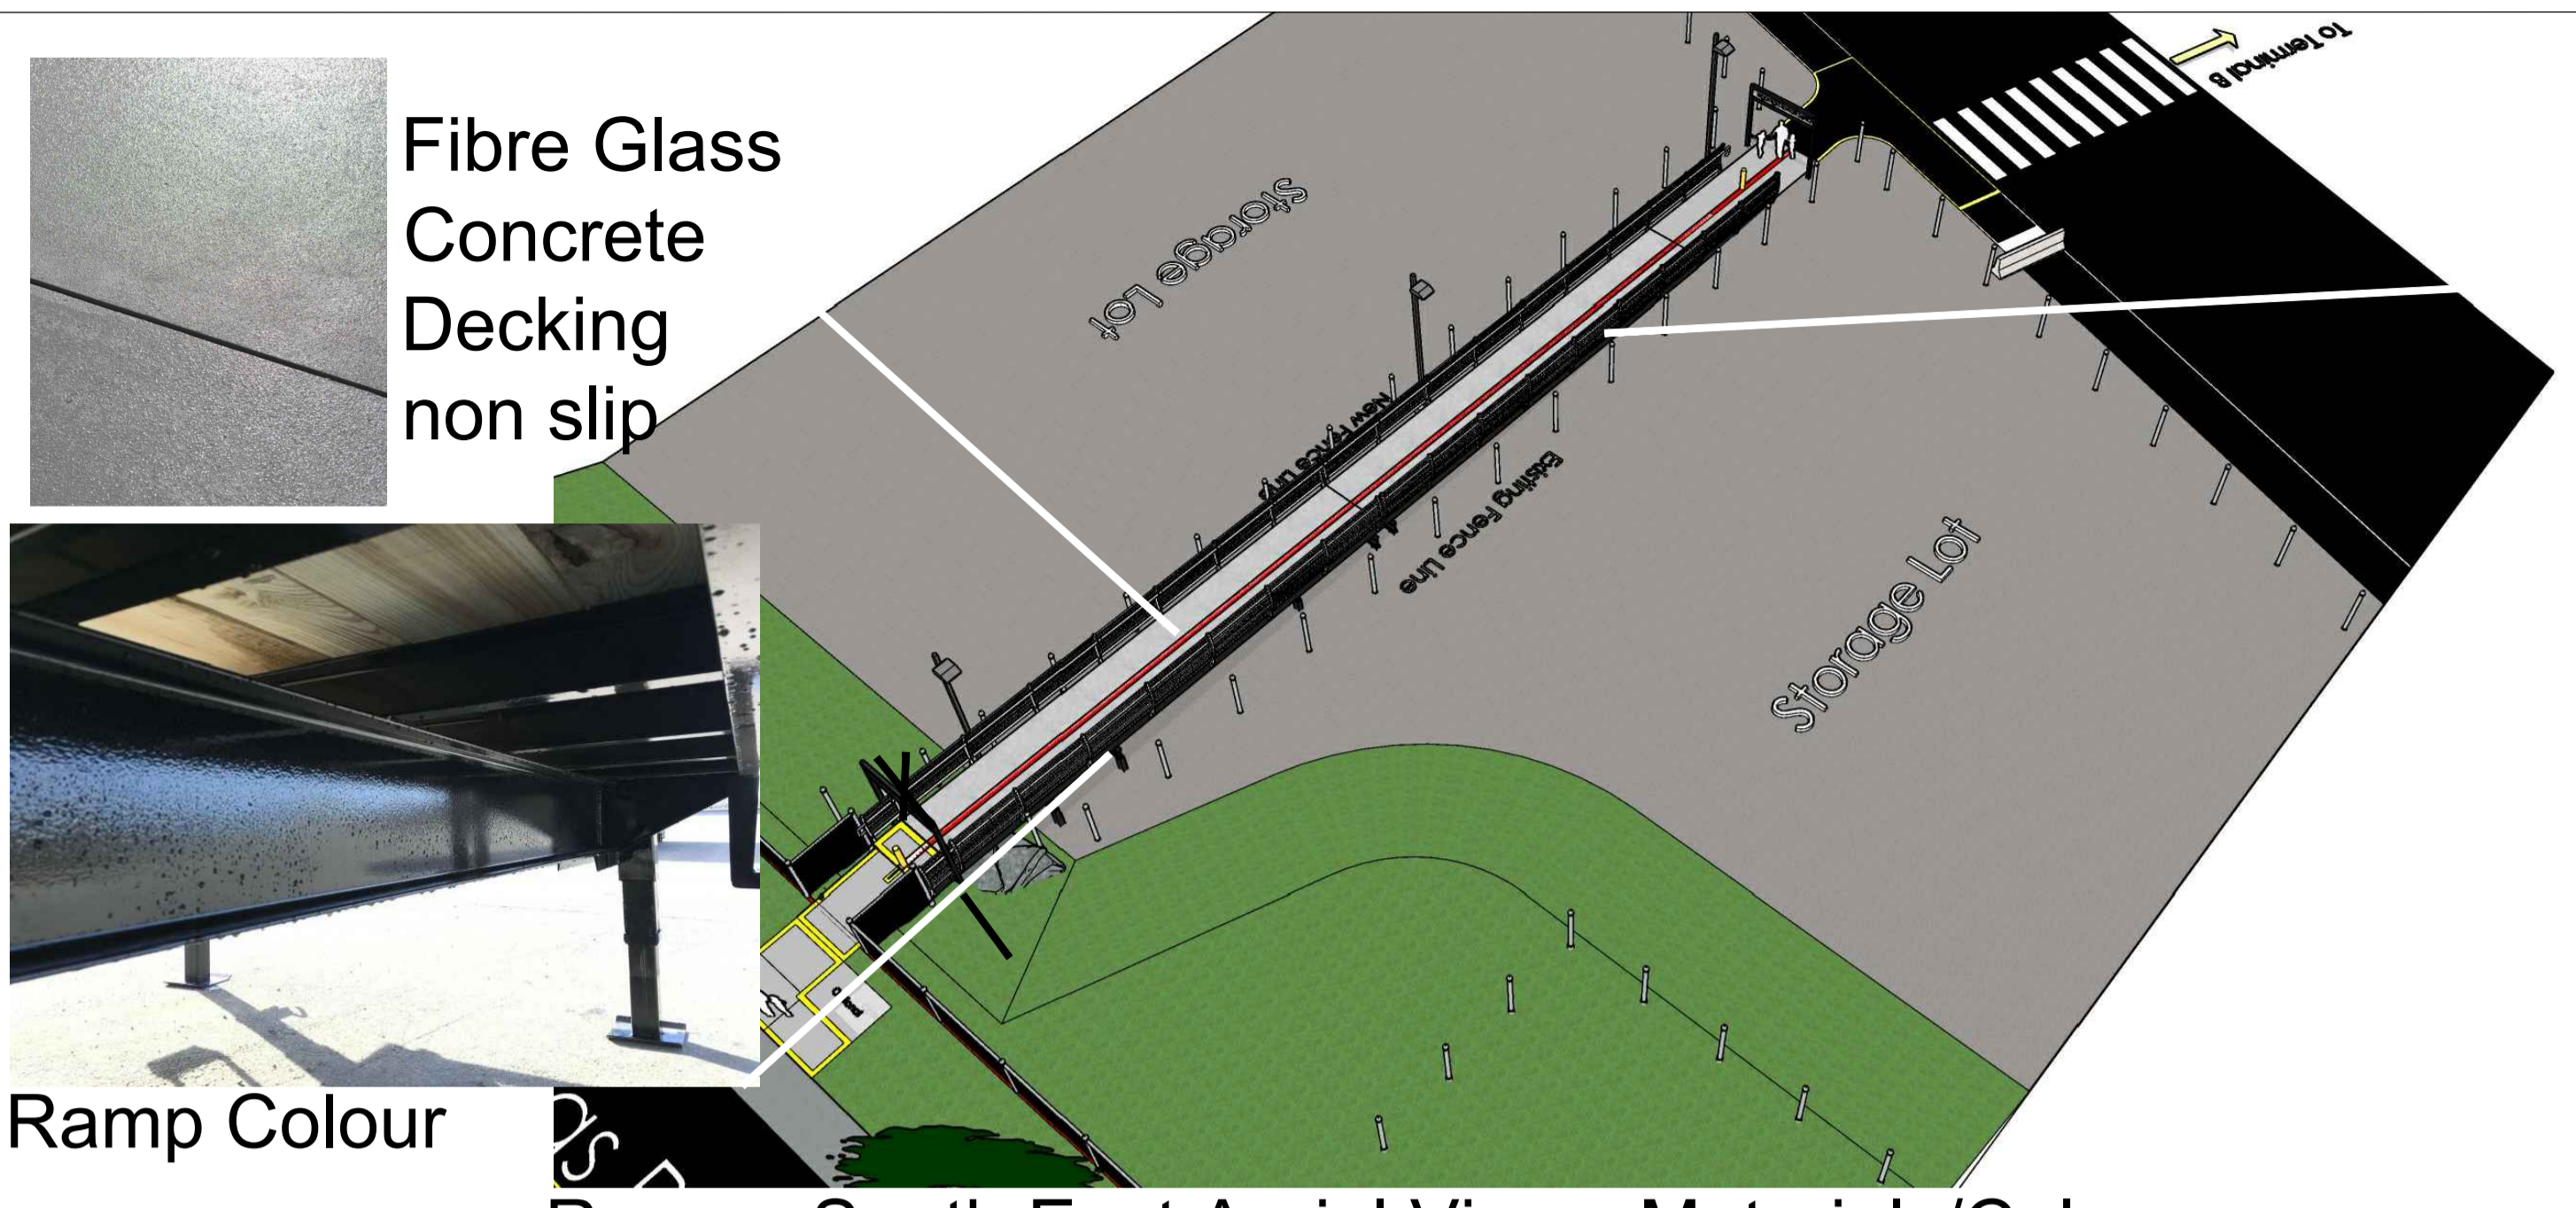 Fibre Glass
Concrete
Decking
non slip
To Terminal B
Storage Lot
New Fence Line
Existing Fence Line
Storage Lot
Ramp Colour